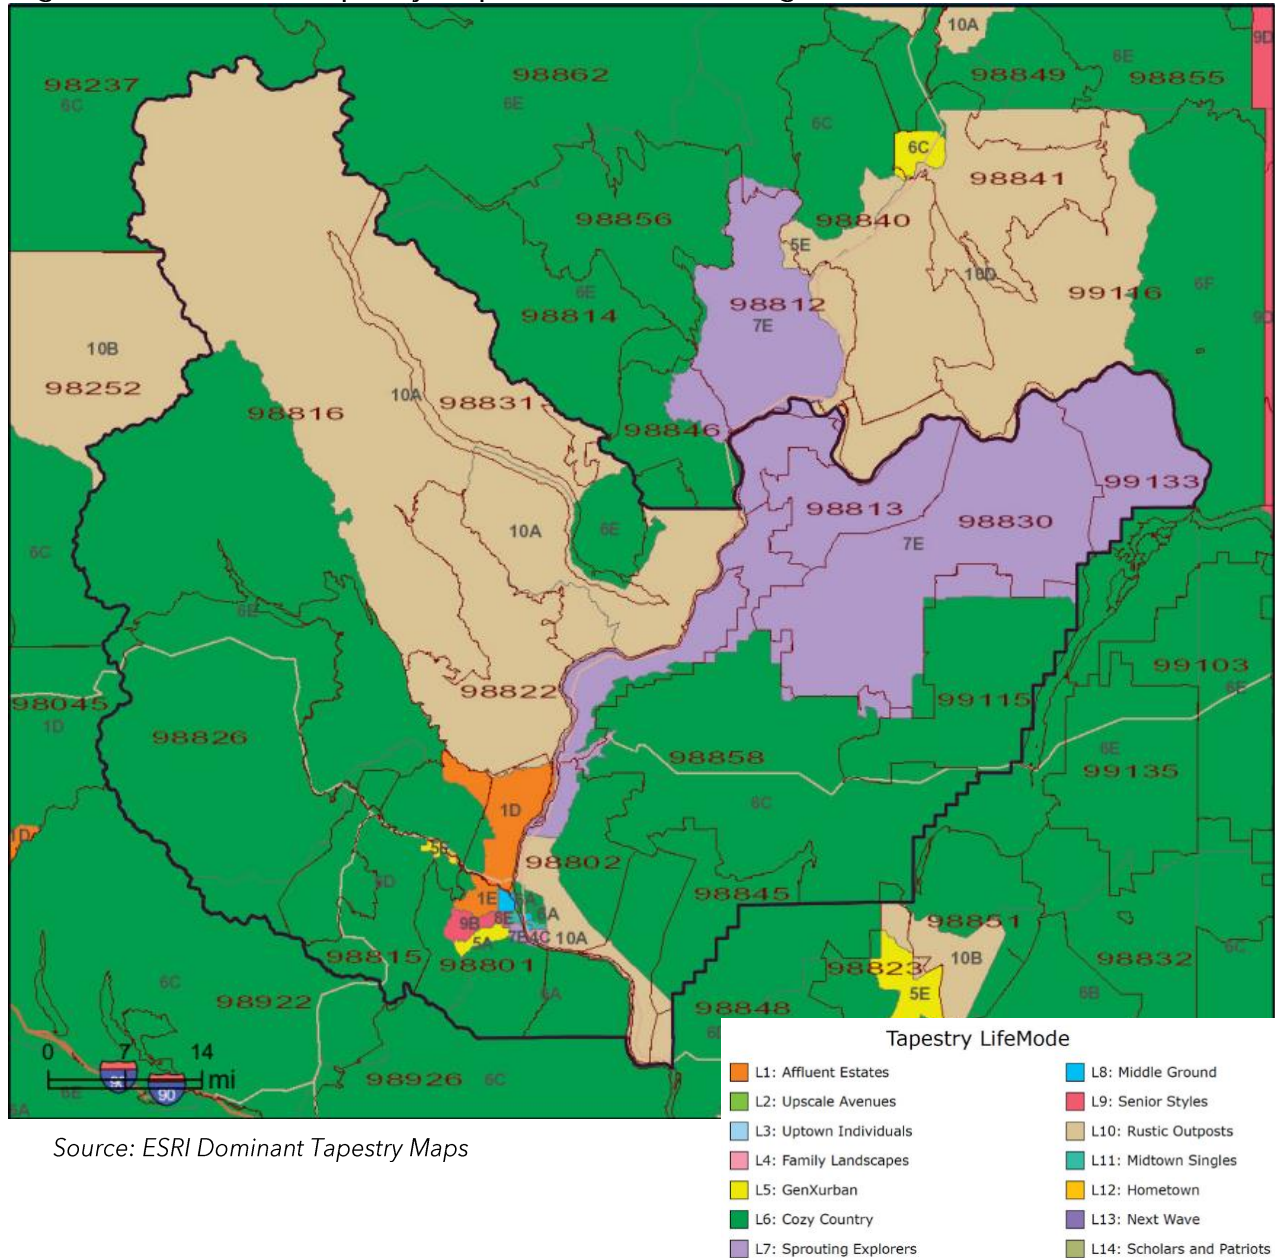 98237
98862
10A
9D
6C
6E
6E
98849
98855
6C
6C
98841
98856
98840
5E
10D
6E
98812
99116
6F
98814
7E
10B
98252
98816
10A
98831
98846
99133
98813
98830
10A
6E
7E
6C
6E
99103
98045
1D
98822
99115
6E
98826
98858
6E
99135
1D
6C
98802
98845
1E
9B
8E
6A
98851
98815
5A
7E
4C
10A
98801
98823
10B
98832
6C
6C
98922
6A
5E
6B
98848
0 7 14
mi
90
98926
6C
6E
Tapestry LifeMode
L1: Affluent Estates
L2: Upscale Avenues
L3: Uptown Individuals
L4: Family Landscapes
L5: GenXurban
L6: Cozy Country
L7: Sprouting Explorers
L8: Middle Ground
L9: Senior Styles
L10: Rustic Outposts
L11: Midtown Singles
L12: Hometown
L13: Next Wave
L14: Scholars and Patriots
Source: ESRI Dominant Tapestry Maps